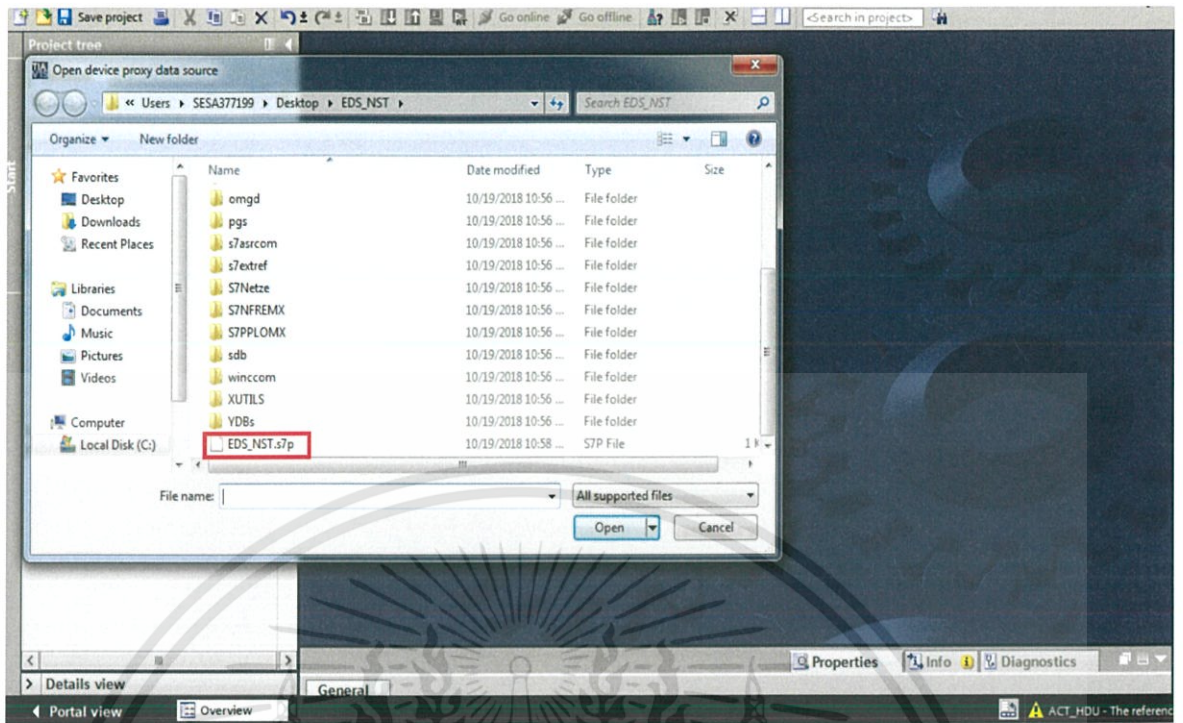 Save project Go online Go offline <Search in project>
Project tree
Open device proxy data source
« Users ▸ SESA377199 ▸ Desktop ▸ EDS_NST ▸ Search EDS_NST
Organize New folder
Name Date modified Type Size
Favorites
Desktop
Downloads
Recent Places
Libraries
Documents
Music
Pictures
Videos
Computer
Local Disk (C:)
omgd 10/19/2018 10:56 ... File folder
pgs 10/19/2018 10:56 ... File folder
s7asrcom 10/19/2018 10:56 ... File folder
s7extref 10/19/2018 10:56 ... File folder
S7Netze 10/19/2018 10:56 ... File folder
S7NFREMX 10/19/2018 10:56 ... File folder
S7PPLOMX 10/19/2018 10:56 ... File folder
sdb 10/19/2018 10:56 ... File folder
winccom 10/19/2018 10:56 ... File folder
XUTILS 10/19/2018 10:56 ... File folder
YDBs 10/19/2018 10:56 ... File folder
EDS_NST.s7p 10/19/2018 10:58 ... S7P File 1
File name: All supported files
Open Cancel
Start
Properties Info Diagnostics
Details view
General
Portal view Overview ACT_HDU - The referenc